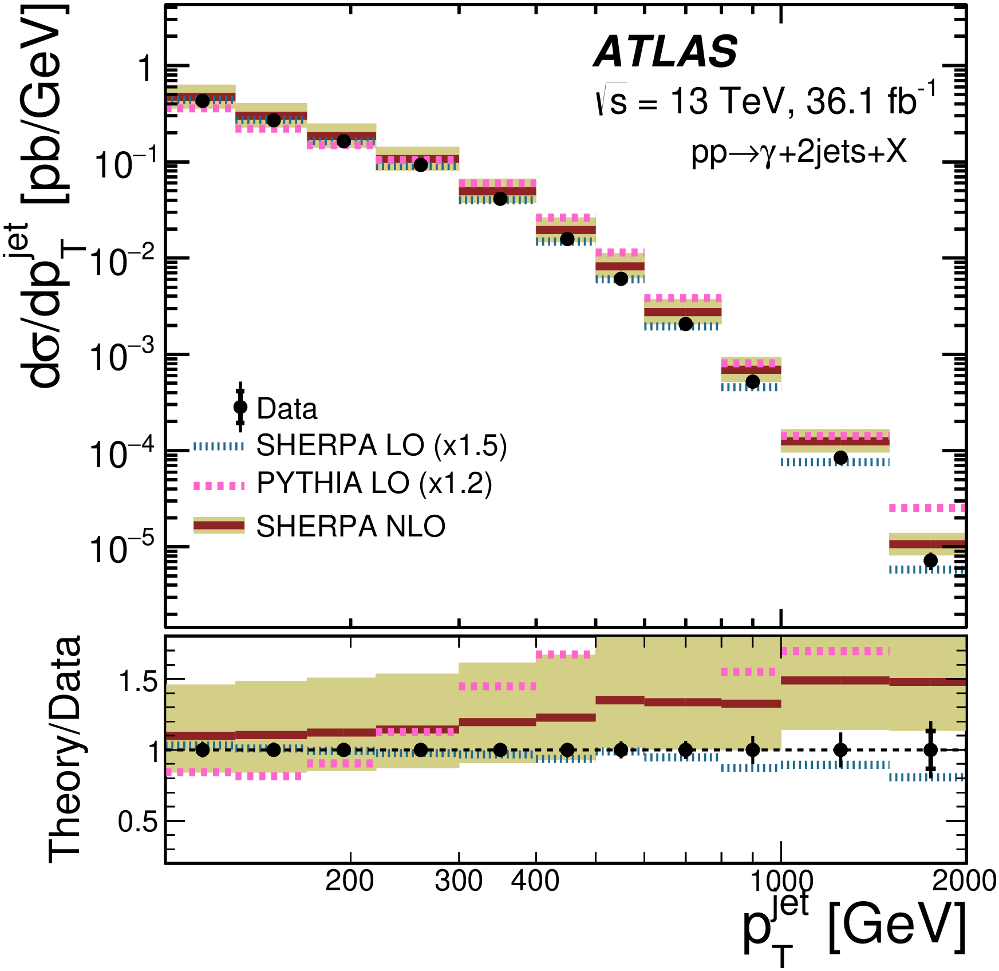 ATLAS
√s = 13 TeV, 36.1 fb⁻¹
pp→γ+2jets+X
dσ/dp_T^jet [pb/GeV]
1
10⁻¹
10⁻²
10⁻³
10⁻⁴
10⁻⁵
Data
SHERPA LO (x1.5)
PYTHIA LO (x1.2)
SHERPA NLO
Theory/Data
1.5
1
0.5
200 300 400 1000 2000
p_T^jet [GeV]